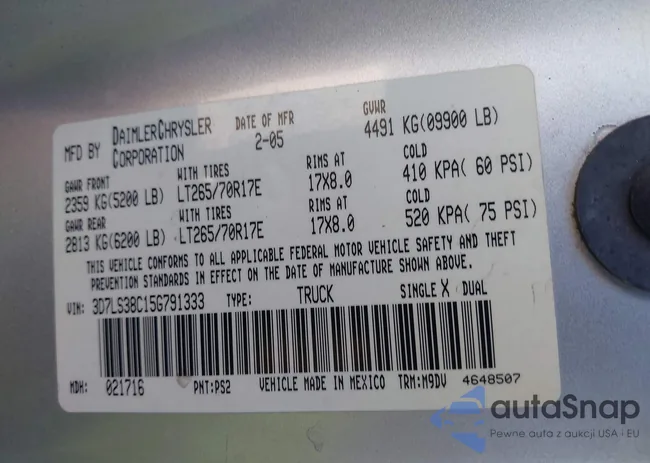 MFD BY DAIMLERCHRYSLER CORPORATION DATE OF MFR 2-05 GVWR 4491 KG(09900 LB)
GAWR FRONT WITH TIRES RIMS AT COLD
2359 KG(5200 LB) LT265/70R17E 17X8.0 410 KPA( 60 PSI)
GAWR REAR WITH TIRES RIMS AT COLD
2813 KG(6200 LB) LT265/70R17E 17X8.0 520 KPA( 75 PSI)
THIS VEHICLE CONFORMS TO ALL APPLICABLE FEDERAL MOTOR VEHICLE SAFETY AND THEFT
PREVENTION STANDARDS IN EFFECT ON THE DATE OF MANUFACTURE SHOWN ABOVE.
VIN: 3D7LS38C15G791333 TYPE: TRUCK SINGLE X DUAL
MDH: 021716 PNT:PS2 VEHICLE MADE IN MEXICO TRM:M9DV 4648507
autaSnap
Pewne auta z aukcji USA i EU